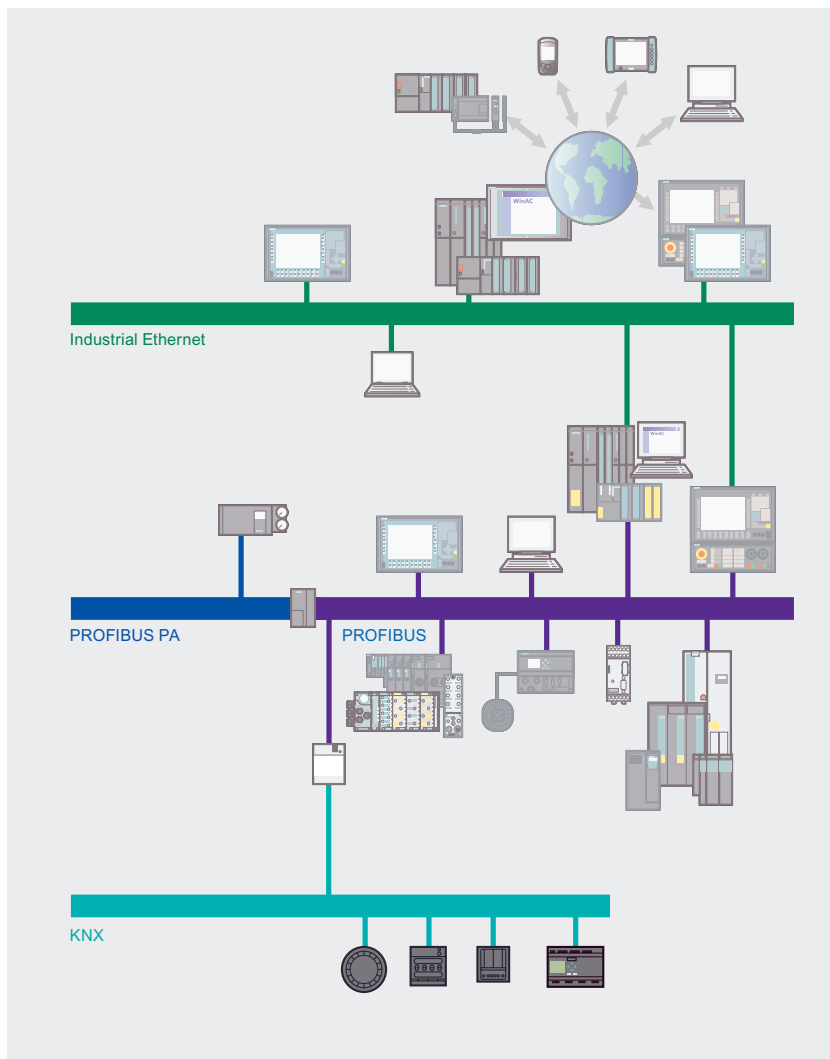 WinAC
Industrial Ethernet
WinAC
PROFIBUS PA
PROFIBUS
KNX